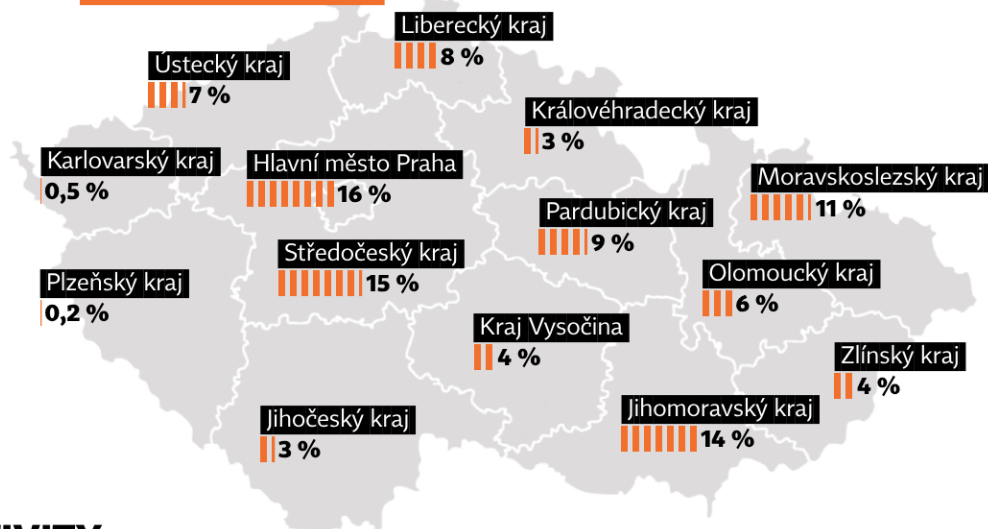 Liberecký kraj
8 %
Ústecký kraj
7 %
Královéhradecký kraj
3 %
Karlovarský kraj
0,5 %
Hlavní město Praha
16 %
Moravskoslezský kraj
11 %
Pardubický kraj
9 %
Středočeský kraj
15 %
Olomoucký kraj
6 %
Plzeňský kraj
0,2 %
Kraj Vysočina
4 %
Zlínský kraj
4 %
Jihomoravský kraj
14 %
Jihočeský kraj
3 %